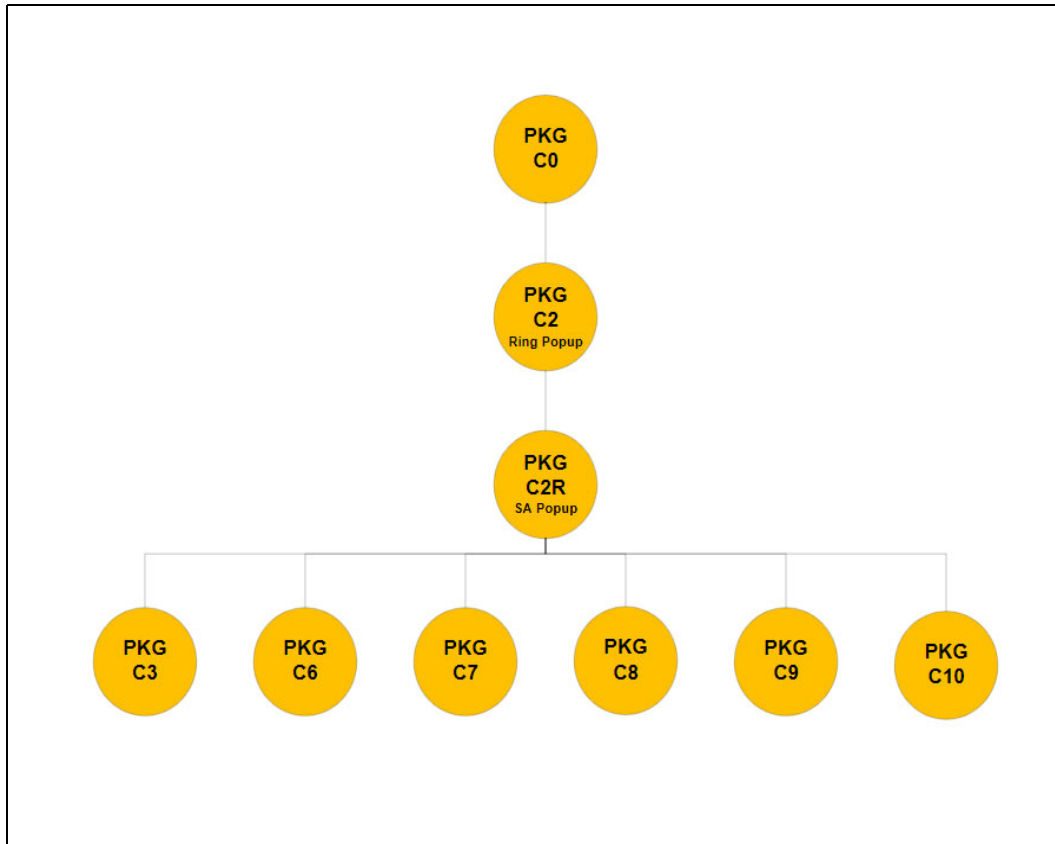 PKG
C0
PKG
C2
Ring Popup
PKG
C2R
SA Popup
PKG
C3
PKG
C6
PKG
C7
PKG
C8
PKG
C9
PKG
C10